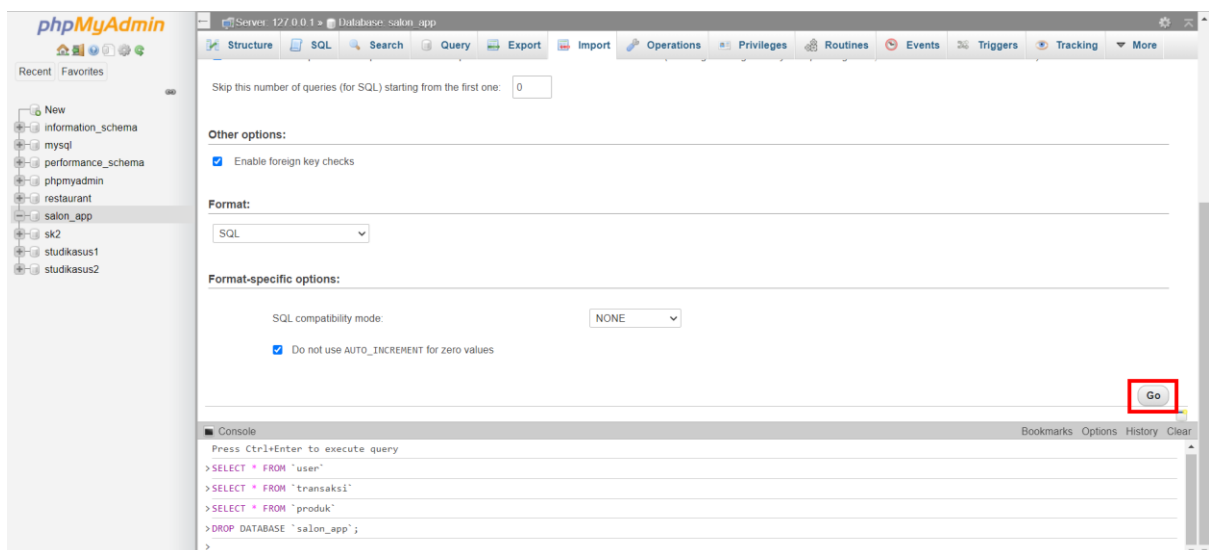 phpMyAdmin
Recent Favorites
New
information_schema
mysql
performance_schema
phpmyadmin
restaurant
salon_app
sk2
studikasus1
studikasus2
Server: 127.0.0.1 » Database: salon_app
Structure SQL Search Query Export Import Operations Privileges Routines Events Triggers Tracking More
Skip this number of queries (for SQL) starting from the first one: 0
Other options:
Enable foreign key checks
Format:
SQL
Format-specific options:
SQL compatibility mode: NONE
Do not use AUTO_INCREMENT for zero values
Go
Console Bookmarks Options History Clear
Press Ctrl+Enter to execute query
>SELECT * FROM `user`
>SELECT * FROM `transaksi`
>SELECT * FROM `produk`
>DROP DATABASE `salon_app`;
>